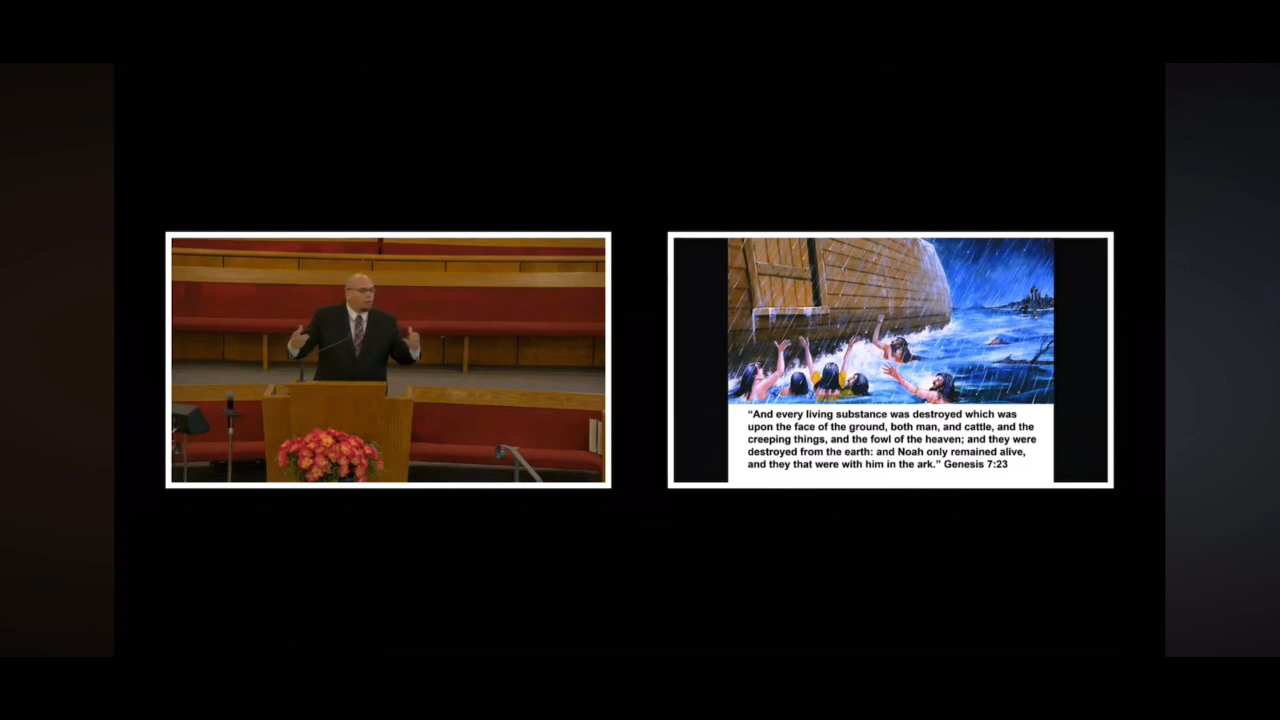 “And every living substance was destroyed which was
upon the face of the ground, both man, and cattle, and the
creeping things, and the fowl of the heaven; and they were
destroyed from the earth: and Noah only remained alive,
and they that were with him in the ark.” Genesis 7:23